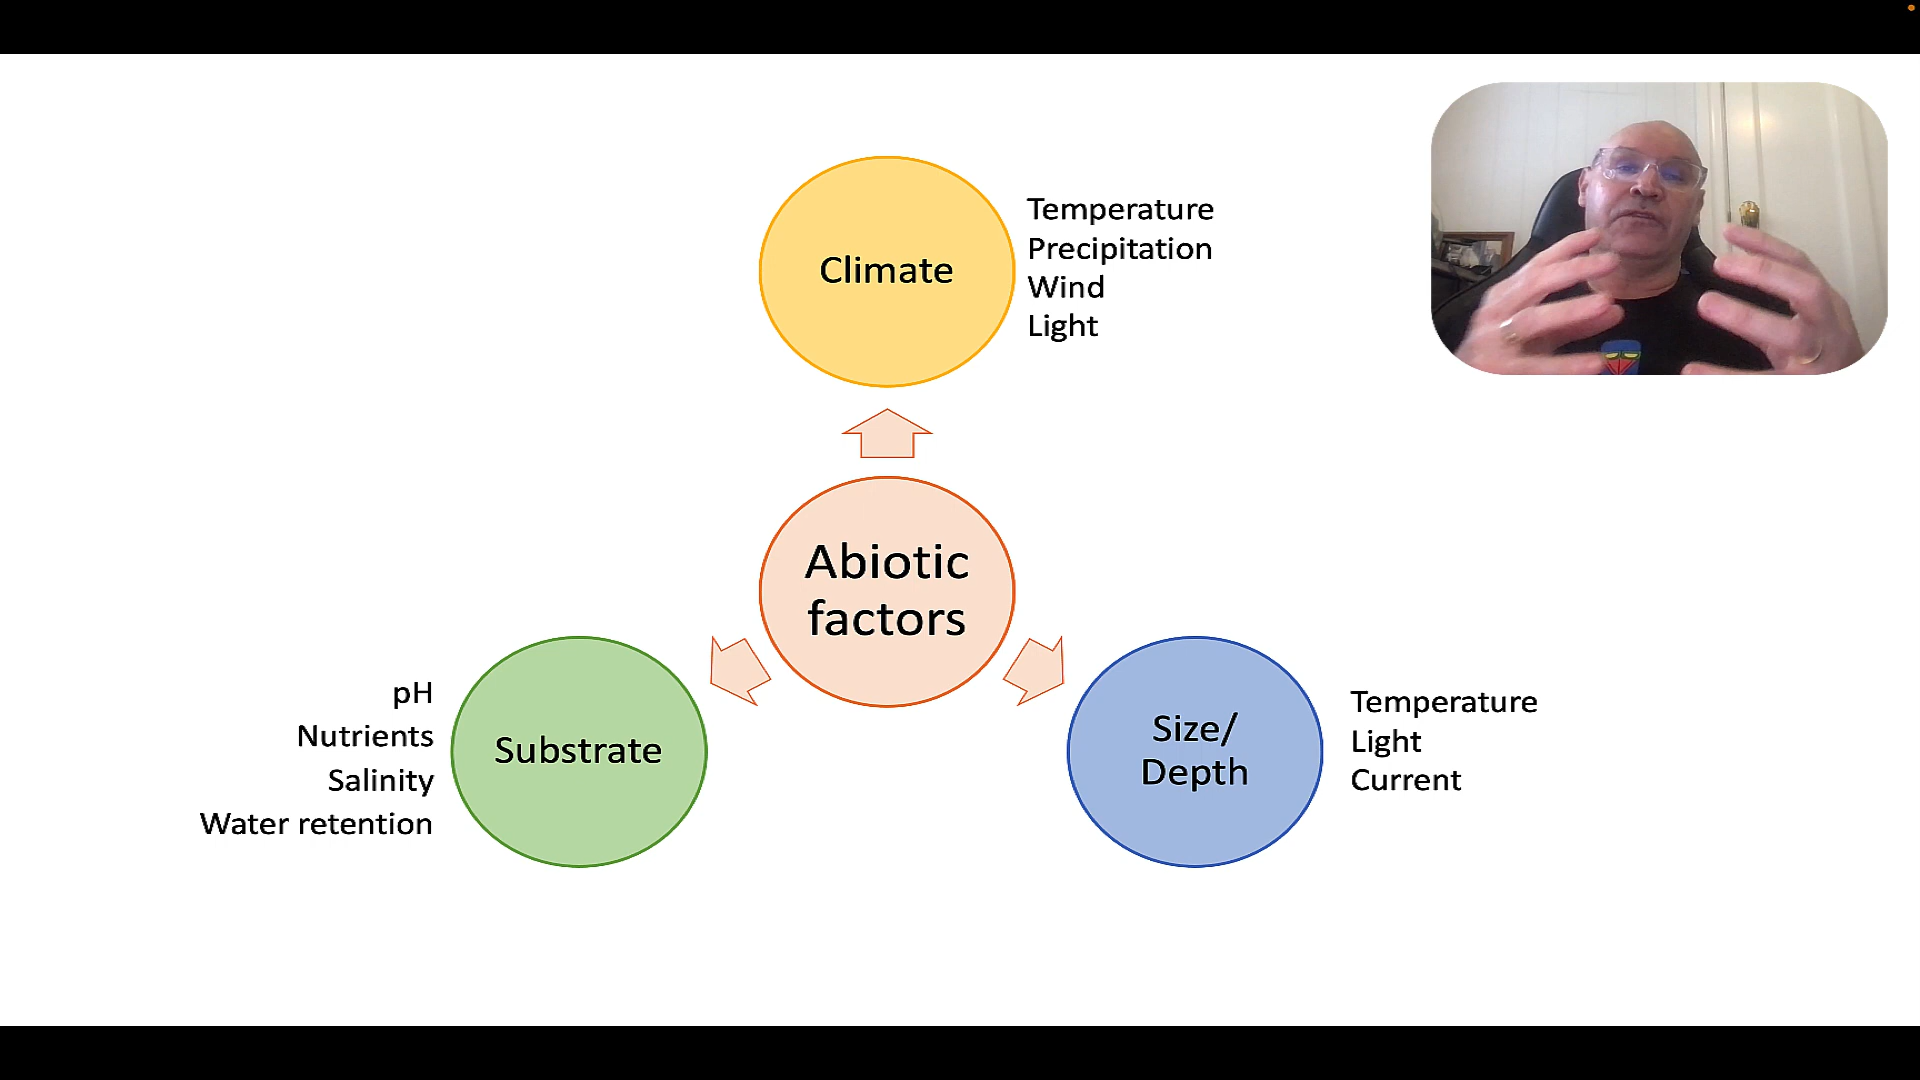 Climate
Temperature
Precipitation
Wind
Light
Abiotic
factors
Substrate
pH
Nutrients
Salinity
Water retention
Size/
Depth
Temperature
Light
Current